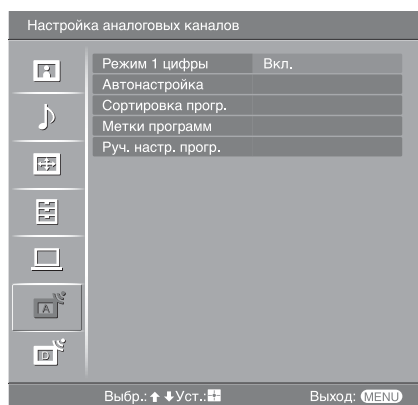 Настройка аналоговых каналов
Режим 1 цифры Вкл.
Автонастройка
Сортировка прогр.
Метки программ
Руч. настр. прогр.
A
D
Выбр.: ↑ ↓ Уст.: Выход: MENU